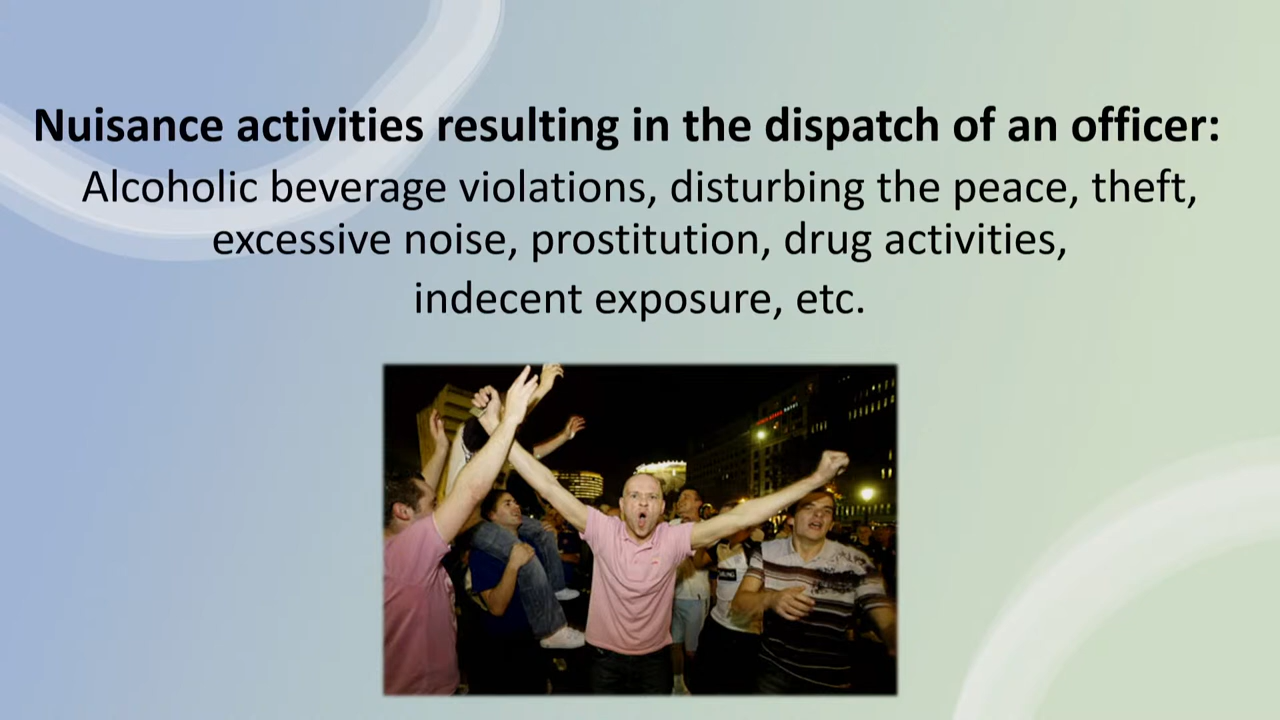 Nuisance activities resulting in the dispatch of an officer:
Alcoholic beverage violations, disturbing the peace, theft,
excessive noise, prostitution, drug activities,
indecent exposure, etc.